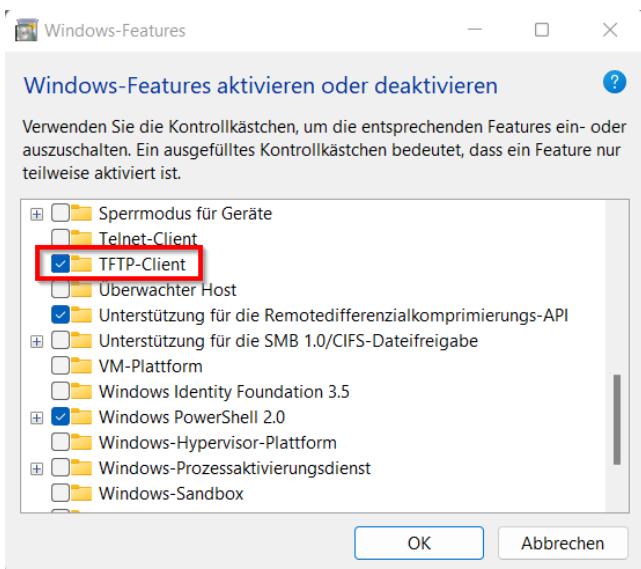 Windows-Features
Windows-Features aktivieren oder deaktivieren
?
Verwenden Sie die Kontrollkästchen, um die entsprechenden Features ein- oder
auszuschalten. Ein ausgefülltes Kontrollkästchen bedeutet, dass ein Feature nur
teilweise aktiviert ist.
Sperrmodus für Geräte
Telnet-Client
TFTP-Client
Überwachter Host
Unterstützung für die Remotedifferenzialkomprimierungs-API
Unterstützung für die SMB 1.0/CIFS-Dateifreigabe
VM-Plattform
Windows Identity Foundation 3.5
Windows PowerShell 2.0
Windows-Hypervisor-Plattform
Windows-Prozessaktivierungsdienst
Windows-Sandbox
OK
Abbrechen